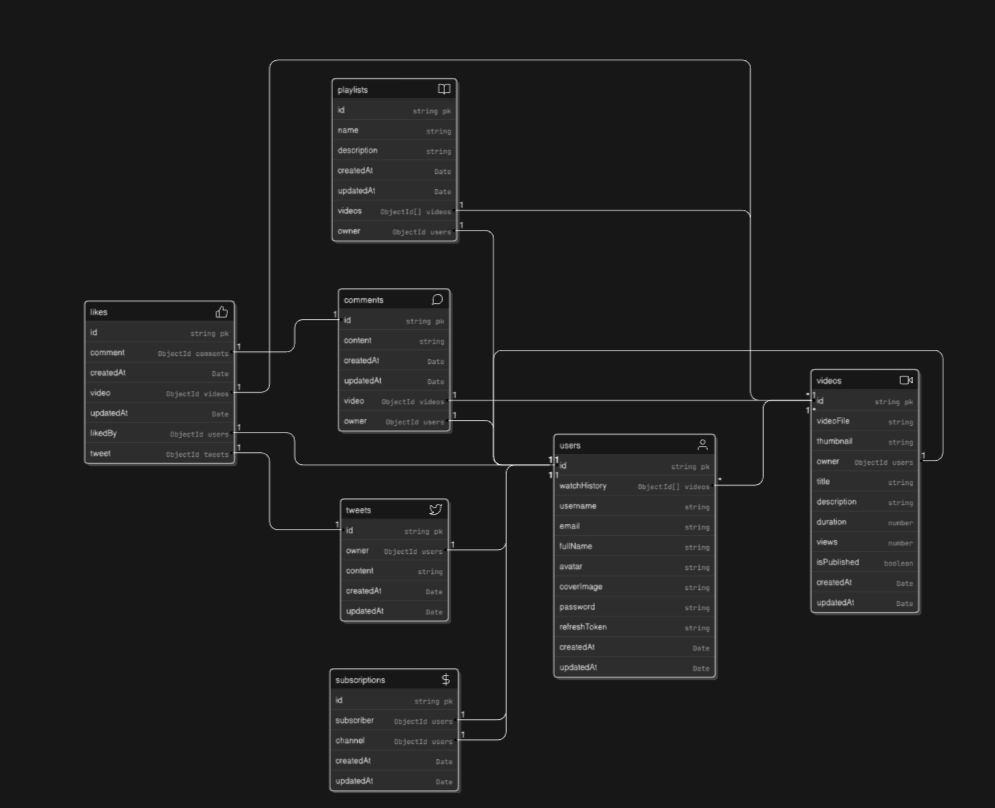 playlists
id string pk
name string
description string
createdAt Date
updatedAt Date
videos ObjectId[] videos 1
owner ObjectId users 1
likes
id string pk
comment ObjectId comments 1
createdAt Date
video ObjectId videos 1
updatedAt Date
likedBy ObjectId users 1
tweet ObjectId tweets 1
comments
1 id string pk
content string
createdAt Date
updatedAt Date
video ObjectId videos 1
owner ObjectId users 1
tweets
1 id string pk
owner ObjectId users 1
content string
createdAt Date
updatedAt Date
subscriptions
id string pk
subscriber ObjectId users 1
channel ObjectId users 1
createdAt Date
updatedAt Date
users
1 1
id string pk
1 1
watchHistory ObjectId[] videos *
username string
email string
fullName string
avatar string
coverImage string
password string
refreshToken string
createdAt Date
updatedAt Date
videos
* 1
id string pk
1 *
videoFile string
thumbnail string
owner ObjectId users 1
title string
description string
duration number
views number
isPublished boolean
createdAt Date
updatedAt Date